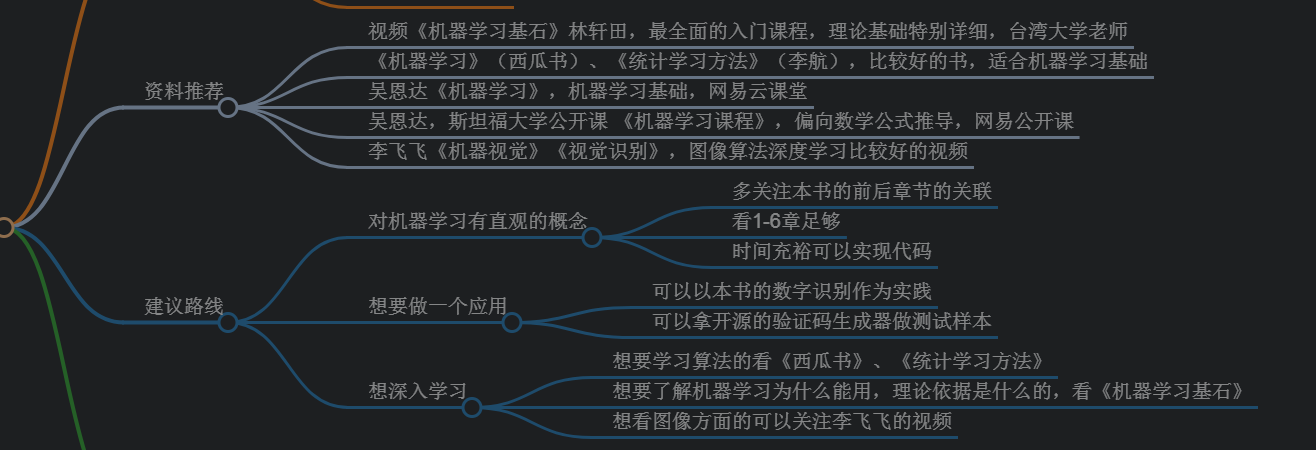 资料推荐
视频《机器学习基石》林轩田，最全面的入门课程，理论基础特别详细，台湾大学老师
《机器学习》（西瓜书）、《统计学习方法》（李航），比较好的书，适合机器学习基础
吴恩达《机器学习》，机器学习基础，网易云课堂
吴恩达，斯坦福大学公开课 《机器学习课程》，偏向数学公式推导，网易公开课
李飞飞《机器视觉》《视觉识别》，图像算法深度学习比较好的视频
建议路线
对机器学习有直观的概念
多关注本书的前后章节的关联
看1-6章足够
时间充裕可以实现代码
想要做一个应用
可以以本书的数字识别作为实践
可以拿开源的验证码生成器做测试样本
想深入学习
想要学习算法的看《西瓜书》、《统计学习方法》
想要了解机器学习为什么能用，理论依据是什么的，看《机器学习基石》
想看图像方面的可以关注李飞飞的视频